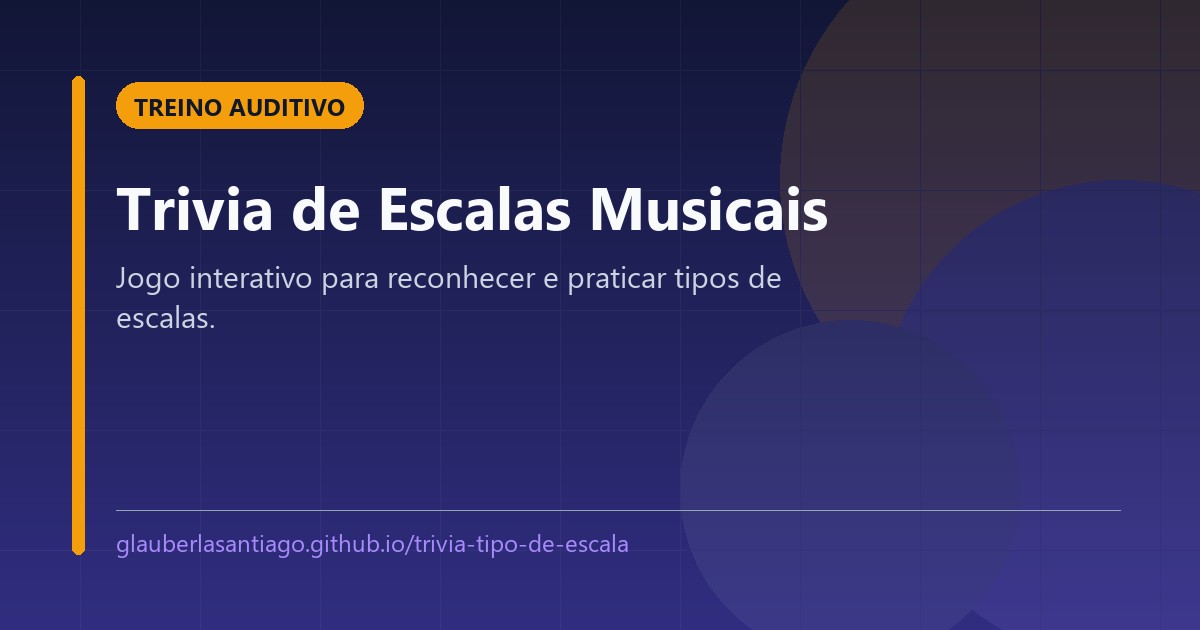 TREINO AUDITIVO
Trivia de Escalas Musicais
Jogo interativo para reconhecer e praticar tipos de
escalas.
glauberlasantiago.github.io/trivia-tipo-de-escala